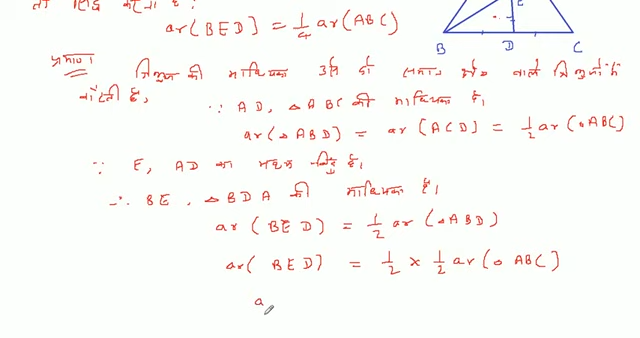 ar(BED) = 1/4 ar(ABC)
E
B D C
प्रमाण। त्रिभुज की माध्यिका उसे दो समान क्षेत्र वाले त्रिभुजों में
बाँटती है,
∵ AD, △ABC की माध्यिका है।
ar(△ABD) = ar(ACD) = 1/2 ar(△ABC)
∵ E, AD का मध्य बिंदु है।
∴ BE, △BDA की माध्यिका है।
ar(BED) = 1/2 ar(△ABD)
ar(BED) = 1/2 × 1/2 ar(△ABC)
a